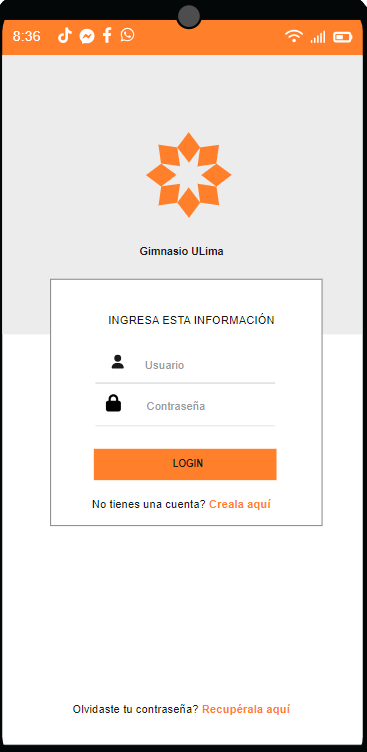 8:36
Gimnasio ULima
INGRESA ESTA INFORMACIÓN
Usuario
Contraseña
LOGIN
No tienes una cuenta? Creala aquí
Olvidaste tu contraseña? Recupérala aquí